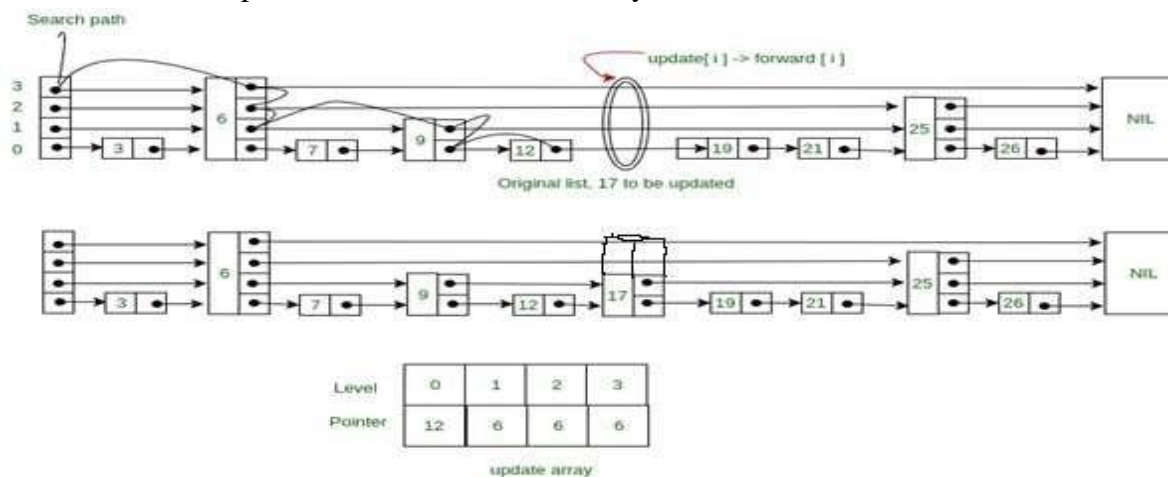 Search path
update[ i ] -> forward [ i ]
3
2
1
0
3
6
7
9
12
19
21
25
26
NIL
Original list, 17 to be updated
3
6
7
9
12
17
19
21
25
26
NIL
Level 0 1 2 3
Pointer 12 6 6 6
update array